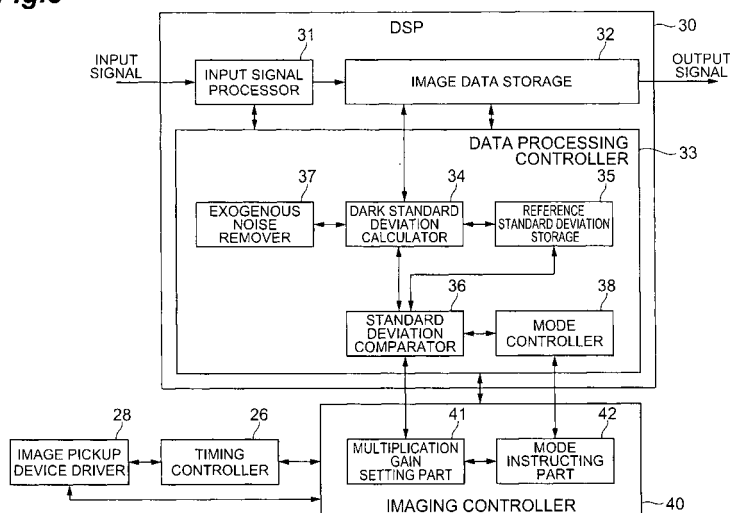 DSP
30
31
32
INPUT
SIGNAL
INPUT SIGNAL
PROCESSOR
IMAGE DATA STORAGE
OUTPUT
SIGNAL
DATA PROCESSING
CONTROLLER
33
37
34
35
EXOGENOUS
NOISE
REMOVER
DARK STANDARD
DEVIATION
CALCULATOR
REFERENCE
STANDARD DEVIATION
STORAGE
36
38
STANDARD
DEVIATION
COMPARATOR
MODE
CONTROLLER
28
26
41
42
IMAGE PICKUP
DEVICE DRIVER
TIMING
CONTROLLER
MULTIPLICATION
GAIN
SETTING PART
MODE
INSTRUCTING
PART
IMAGING CONTROLLER
40